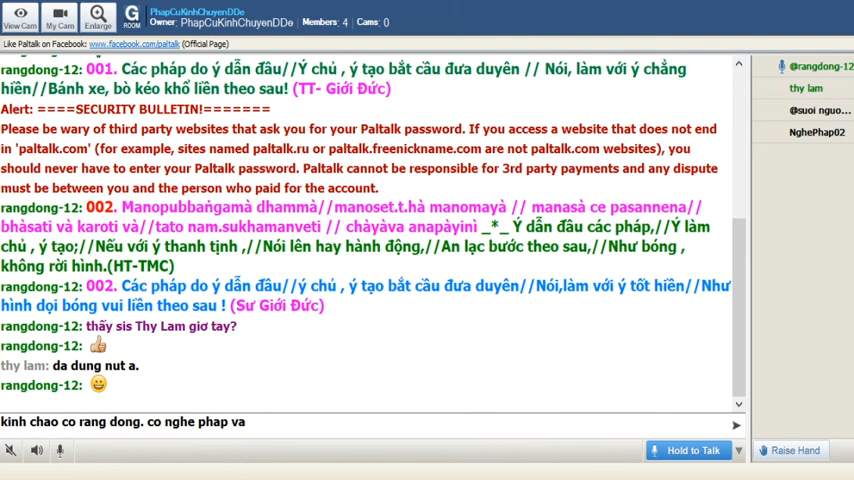 PhapCuKinhChuyenDDe
Owner: PhapCuKinhChuyenDDe Members: 4 Cams: 0
View Cam My Cam Enlarge G ROOM
Like Paltalk on Facebook: www.facebook.com/paltalk (Official Page)
rangdong-12: 001. Các pháp do ý dẫn đầu//Ý chủ , ý tạo bắt cầu đưa duyên // Nói, làm với ý chẳng
hiền//Bánh xe, bò kéo khổ liền theo sau! (TT- Giới Đức)
Alert: ====SECURITY BULLETIN!=======
Please be wary of third party websites that ask you for your Paltalk password. If you access a website that does not end
in 'paltalk.com' (for example, sites named paltalk.ru or paltalk.freenickname.com are not paltalk.com websites), you
should never have to enter your Paltalk password. Paltalk cannot be responsible for 3rd party payments and any dispute
must be between you and the person who paid for the account.
rangdong-12: 002. Manopubbaṅgamà dhammà//manoset.t.hà manomayà // manasà ce pasannena//
bhàsati và karoti và//tato nam.sukhamanveti // chàyàva anapàyinì _*_ Ý dẫn đầu các pháp,//Ý làm
chủ , ý tạo;//Nếu với ý thanh tịnh ,//Nói lên hay hành động,//An lạc bước theo sau,//Như bóng ,
không rời hình.(HT-TMC)
rangdong-12: 002. Các pháp do ý dẫn đầu//ý chủ , ý tạo bắt cầu đưa duyên//Nói,làm với ý tốt hiền//Như
hình dọi bóng vui liền theo sau ! (Sư Giới Đức)
rangdong-12: thấy sis Thy Lam giơ tay?
rangdong-12:
thy lam: da dung nut a.
rangdong-12:
kinh chao co rang dong. co nghe phap va
Hold to Talk
@rangdong-12
thy lam
@suoi nguo...
NghePhap02
Raise Hand